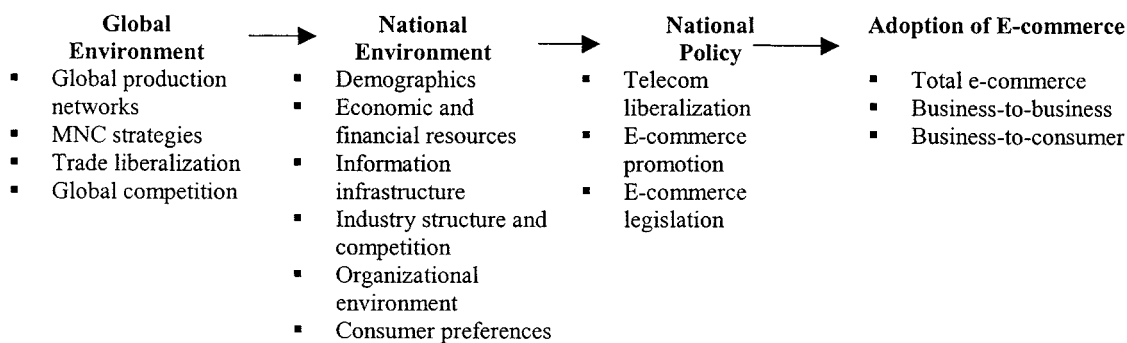 Global
Environment
▪ Global production
networks
▪ MNC strategies
▪ Trade liberalization
▪ Global competition
National
Environment
▪ Demographics
▪ Economic and
financial resources
▪ Information
infrastructure
▪ Industry structure and
competition
▪ Organizational
environment
▪ Consumer preferences
National
Policy
▪ Telecom
liberalization
▪ E-commerce
promotion
▪ E-commerce
legislation
Adoption of E-commerce
▪ Total e-commerce
▪ Business-to-business
▪ Business-to-consumer